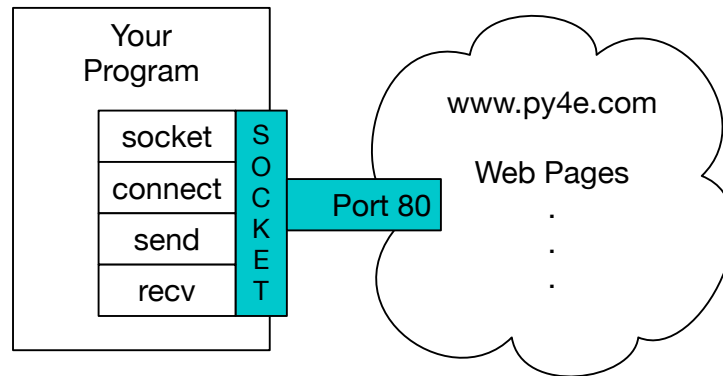 Your
Program
socket
connect
send
recv
S
O
C
K
E
T
Port 80
www.py4e.com
Web Pages
.
.
.